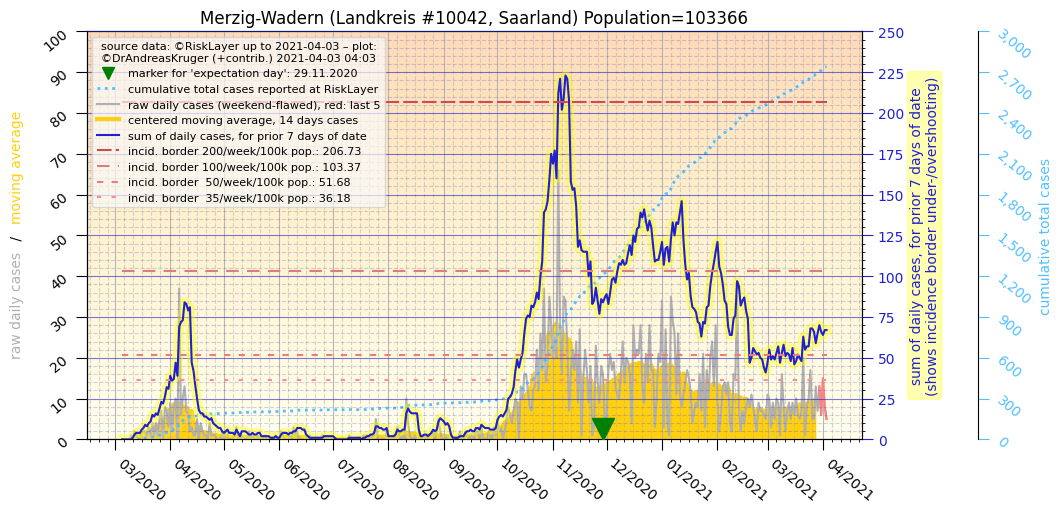 Merzig-Wadern (Landkreis #10042, Saarland) Population=103366
source data: ©RiskLayer up to 2021-04-03 – plot:
©DrAndreasKruger (+contrib.) 2021-04-03 04:03
marker for 'expectation day': 29.11.2020
cumulative total cases reported at RiskLayer
raw daily cases (weekend-flawed), red: last 5
centered moving average, 14 days cases
sum of daily cases, for prior 7 days of date
incid. border 200/week/100k pop.: 206.73
incid. border 100/week/100k pop.: 103.37
incid. border  50/week/100k pop.: 51.68
incid. border  35/week/100k pop.: 36.18
raw daily cases / moving average
100
90
80
70
60
50
40
30
20
10
0
03/2020
04/2020
05/2020
06/2020
07/2020
08/2020
09/2020
10/2020
11/2020
12/2020
01/2021
02/2021
03/2021
04/2021
250
225
200
175
150
125
100
75
50
25
0
sum of daily cases, for prior 7 days of date
(shows incidence border under-/overshooting)
3,000
2,700
2,400
2,100
1,800
1,500
1,200
900
600
300
0
cumulative total cases